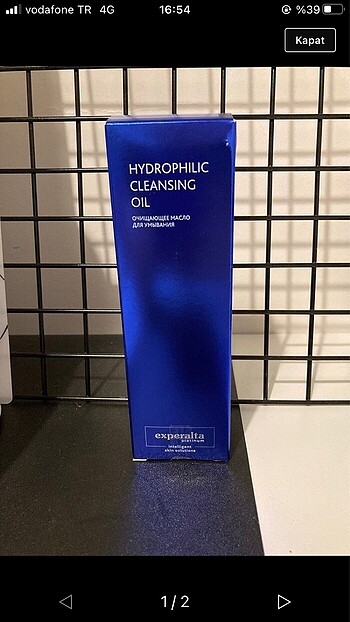 vodafone TR 4G 16:54 %39
Kapat
HYDROPHILIC
CLEANSING
OIL
ОЧИЩАЮЩЕЕ МАСЛО
ДЛЯ УМЫВАНИЯ
experalta
platinum
intelligent
skin solutions
1/2